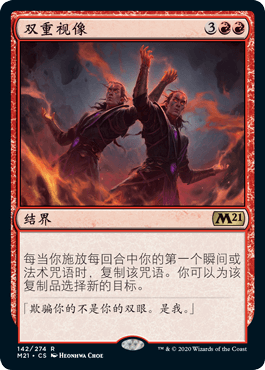 双重视像 3
结界 M21
每当你施放每回合中你的第一个瞬间或
法术咒语时，复制该咒语。你可以为该
复制品选择新的目标。
「欺骗你的不是你的双眼。是我。」
142/274 R
M21 • CS HEONHWA CHOE
™ & © 2020 Wizards of the Coast